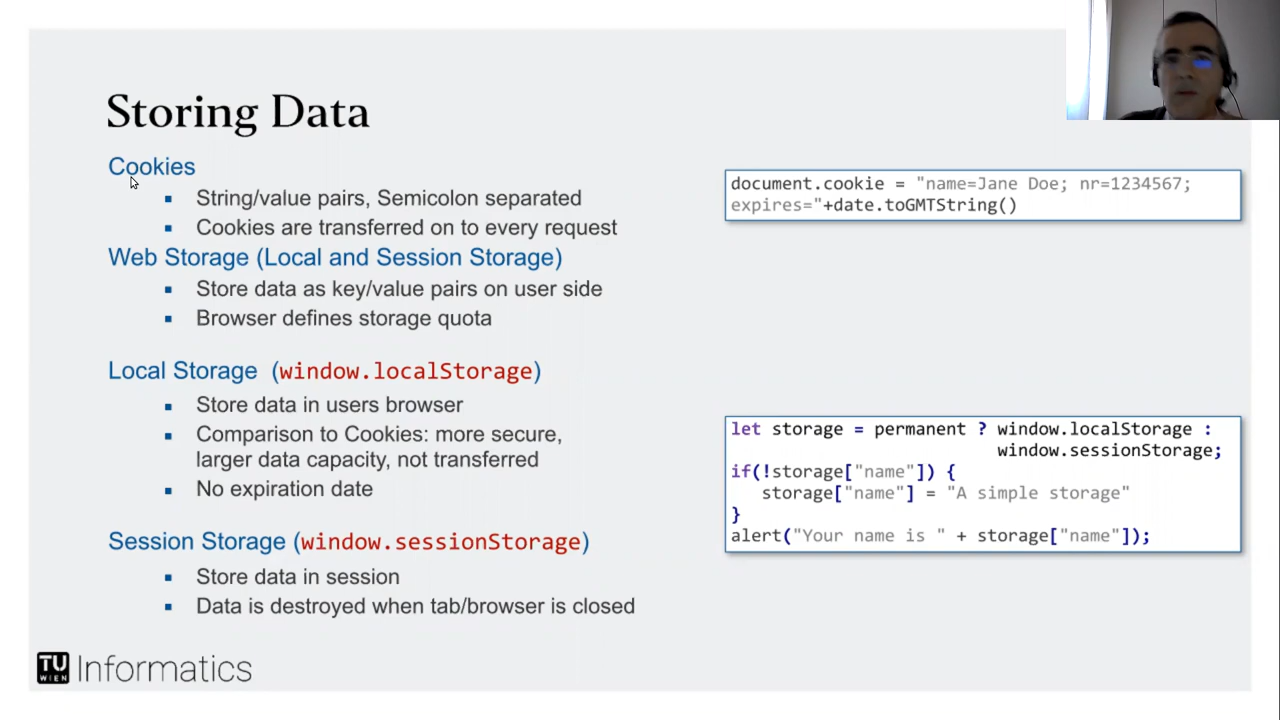 Storing Data
Cookies
▪ String/value pairs, Semicolon separated
▪ Cookies are transferred on to every request
Web Storage (Local and Session Storage)
▪ Store data as key/value pairs on user side
▪ Browser defines storage quota
Local Storage (window.localStorage)
▪ Store data in users browser
▪ Comparison to Cookies: more secure,
larger data capacity, not transferred
▪ No expiration date
Session Storage (window.sessionStorage)
▪ Store data in session
▪ Data is destroyed when tab/browser is closed
document.cookie = "name=Jane Doe; nr=1234567;
expires="+date.toGMTString()
let storage = permanent ? window.localStorage :
window.sessionStorage;
if(!storage["name"]) {
storage["name"] = "A simple storage"
}
alert("Your name is " + storage["name"]);
TU
WIEN
Informatics